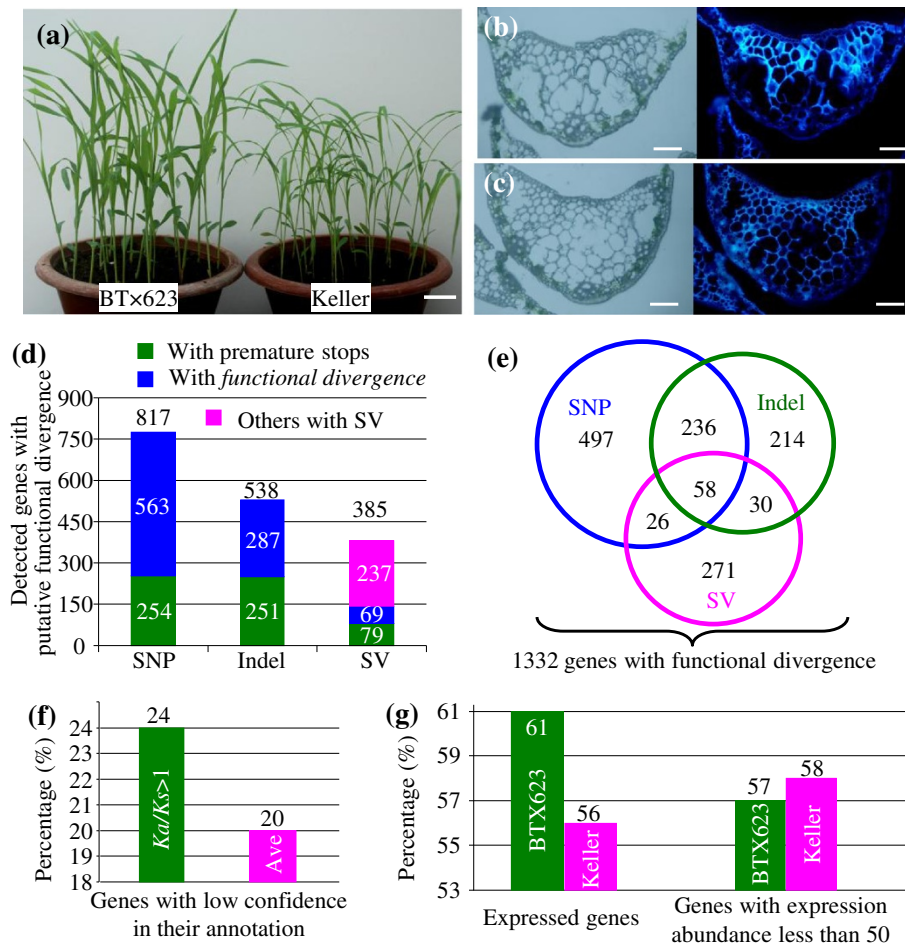 (a)
BT×623
Keller
(b)
(c)
(d)
With premature stops
With functional divergence
Others with SV
Detected genes with
putative functional divergence
900
750
600
450
300
150
0
817
563
254
SNP
538
287
251
Indel
385
237
69
79
SV
(e)
SNP
497
236
Indel
214
58
26
30
271
SV
1332 genes with functional divergence
(f)
Percentage (%)
24
23
22
21
20
19
18
24
Ka/Ks>1
20
Ave
Genes with low confidence
in their annotation
(g)
Percentage (%)
61
59
57
55
53
61
BTX623
56
Keller
Expressed genes
57
BTX623
58
Keller
Genes with expression
abundance less than 50